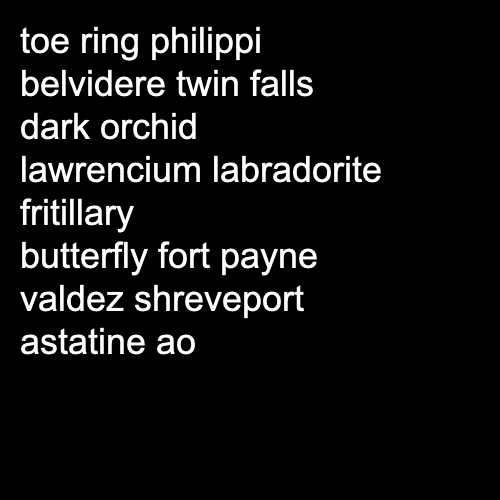 toe ring philippi
belvidere twin falls
dark orchid
lawrencium labradorite
fritillary
butterfly fort payne
valdez shreveport
astatine ao